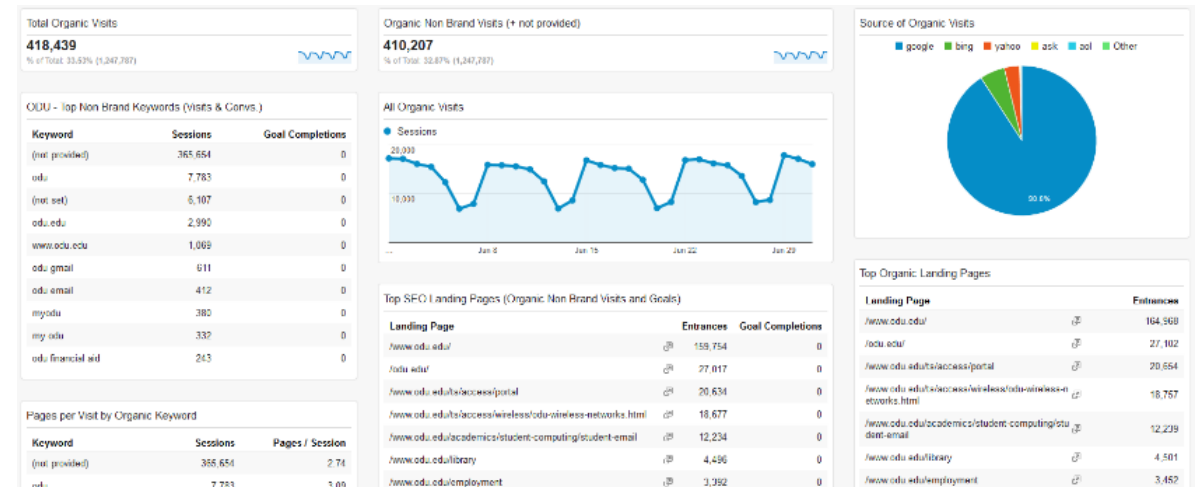 Total Organic Visits
418,439
% of Total: 33.53% (1,247,787)
ODU - Top Non Brand Keywords (Visits & Convs.)
Keyword Sessions Goal Completions
(not provided) 365,654 0
odu 7,783 0
(not set) 6,107 0
odu.edu 2,990 0
www.odu.edu 1,069 0
odu gmail 611 0
odu email 412 0
myodu 380 0
my odu 332 0
odu financial aid 243 0
Pages per Visit by Organic Keyword
Keyword Sessions Pages / Session
(not provided) 365,654 2.74
odu 7,783 3.09
Organic Non Brand Visits (+ not provided)
410,207
% of Total: 32.87% (1,247,787)
All Organic Visits
Sessions
20,000
10,000
... Jun 8 Jun 15 Jun 22 Jun 29
Top SEO Landing Pages (Organic Non Brand Visits and Goals)
Landing Page Entrances Goal Completions
/www.odu.edu/ 159,754 0
/odu.edu/ 27,017 0
/www.odu.edu/ts/access/portal 20,634 0
/www.odu.edu/ts/access/wireless/odu-wireless-networks.html 18,677 0
/www.odu.edu/academics/student-computing/student-email 12,234 0
/www.odu.edu/library 4,496 0
/www.odu.edu/employment 3,392 0
Source of Organic Visits
google bing yahoo ask aol Other
90.8%
Top Organic Landing Pages
Landing Page Entrances
/www.odu.edu/ 164,968
/odu.edu/ 27,102
/www.odu.edu/ts/access/portal 20,654
/www.odu.edu/ts/access/wireless/odu-wireless-n
etworks.html 18,757
/www.odu.edu/academics/student-computing/stu
dent-email 12,239
/www.odu.edu/library 4,501
/www.odu.edu/employment 3,452